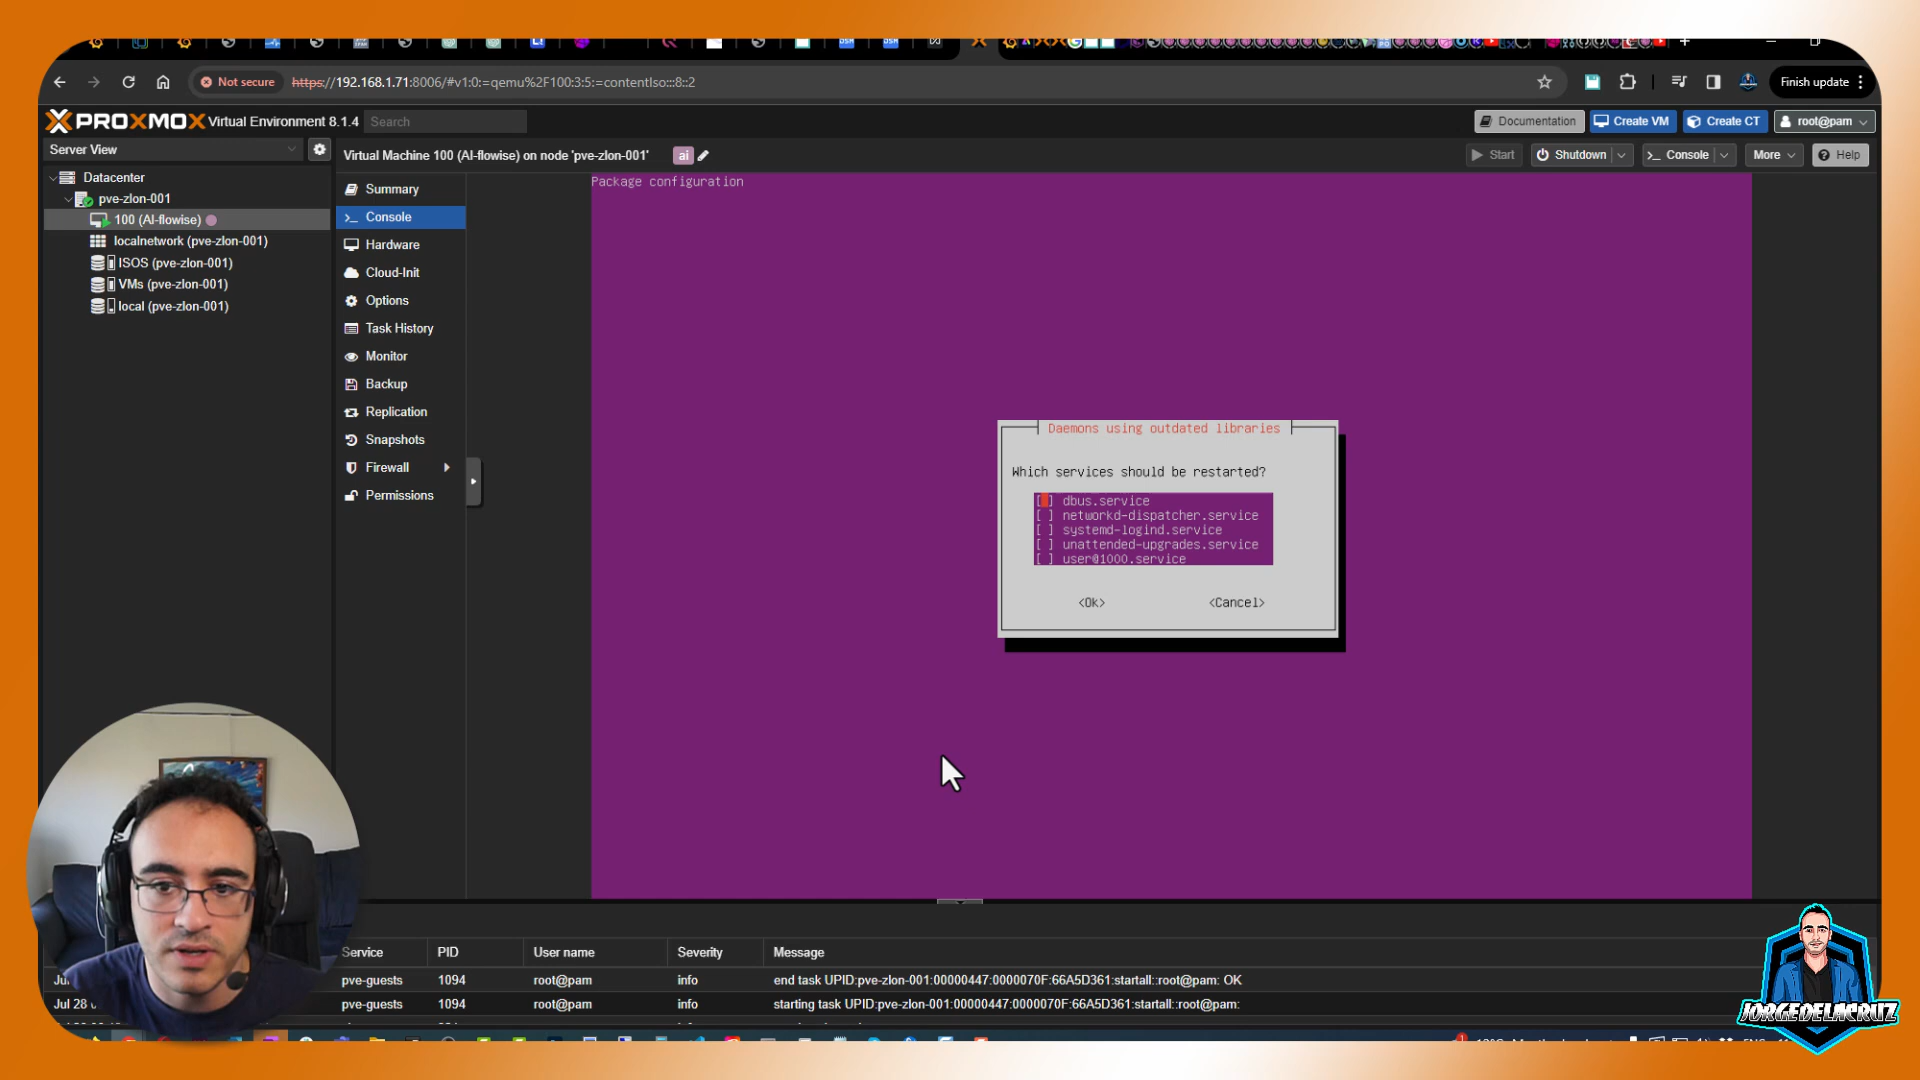 Not secure
https://192.168.1.71:8006/#v1:0:=qemu%2F100:3:5:=contentIso:::8::2
Finish update
PROXMOX Virtual Environment 8.1.4
Search
Documentation
Create VM
Create CT
root@pam
Server View
Virtual Machine 100 (AI-flowise) on node 'pve-zlon-001'
ai
Start
Shutdown
Console
More
Help
Datacenter
pve-zlon-001
100 (AI-flowise)
localnetwork (pve-zlon-001)
ISOS (pve-zlon-001)
VMs (pve-zlon-001)
local (pve-zlon-001)
Summary
Console
Hardware
Cloud-Init
Options
Task History
Monitor
Backup
Replication
Snapshots
Firewall
Permissions
Package configuration
Daemons using outdated libraries
Which services should be restarted?
[ ] dbus.service
[ ] networkd-dispatcher.service
[ ] systemd-logind.service
[ ] unattended-upgrades.service
[ ] user@1000.service
<Ok>
<Cancel>
Service PID User name Severity Message
pve-guests 1094 root@pam info end task UPID:pve-zlon-001:00000447:0000070F:66A5D361:startall::root@pam: OK
Jul 28 pve-guests 1094 root@pam info starting task UPID:pve-zlon-001:00000447:0000070F:66A5D361:startall::root@pam:
JORGEDELACRUZ